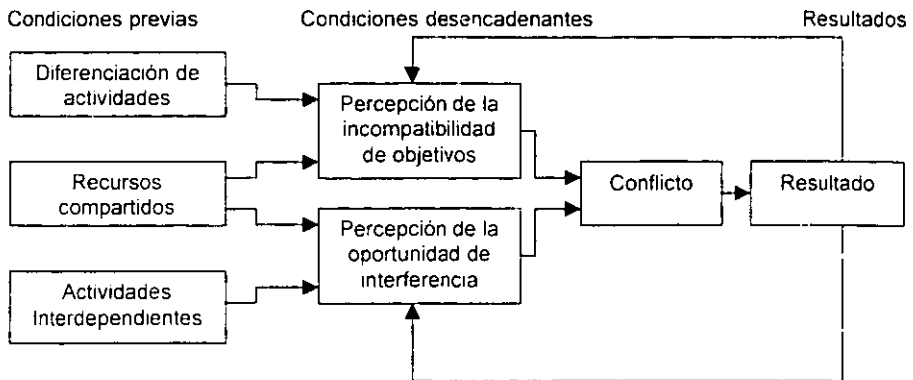 Condiciones previas
Condiciones desencadenantes
Resultados
Diferenciación de
actividades
Percepción de la
incompatibilidad
de objetivos
Recursos
compartidos
Conflicto
Resultado
Percepción de la
oportunidad de
interferencia
Actividades
Interdependientes